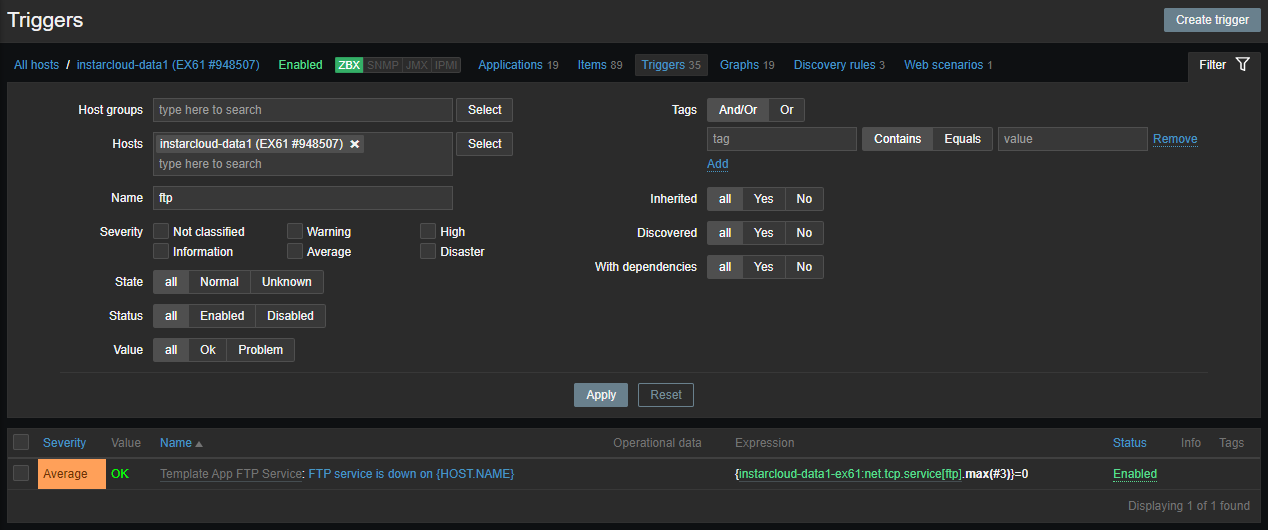 Triggers
Create trigger
All hosts / instarcloud-data1 (EX61 #948507) Enabled ZBX SNMP JMX IPMI Applications 19 Items 89 Triggers 35 Graphs 19 Discovery rules 3 Web scenarios 1 Filter
Host groups type here to search Select Tags And/Or Or
Hosts instarcloud-data1 (EX61 #948507) Select tag Contains Equals value Remove
type here to search Add
Name ftp Inherited all Yes No
Severity Not classified Warning High Discovered all Yes No
Information Average Disaster
With dependencies all Yes No
State all Normal Unknown
Status all Enabled Disabled
Value all Ok Problem
Apply Reset
Severity Value Name Operational data Expression Status Info Tags
Average OK Template App FTP Service: FTP service is down on {HOST.NAME} {instarcloud-data1-ex61:net.tcp.service[ftp].max(#3)}=0 Enabled
Displaying 1 of 1 found